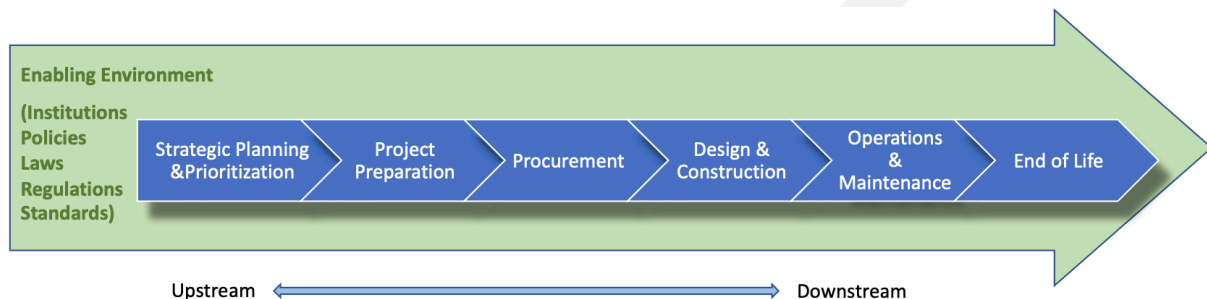 Enabling Environment
(Institutions
Policies
Laws
Regulations
Standards)
Strategic Planning
&Prioritization
Project
Preparation
Procurement
Design &
Construction
Operations
&
Maintenance
End of Life
Upstream
Downstream